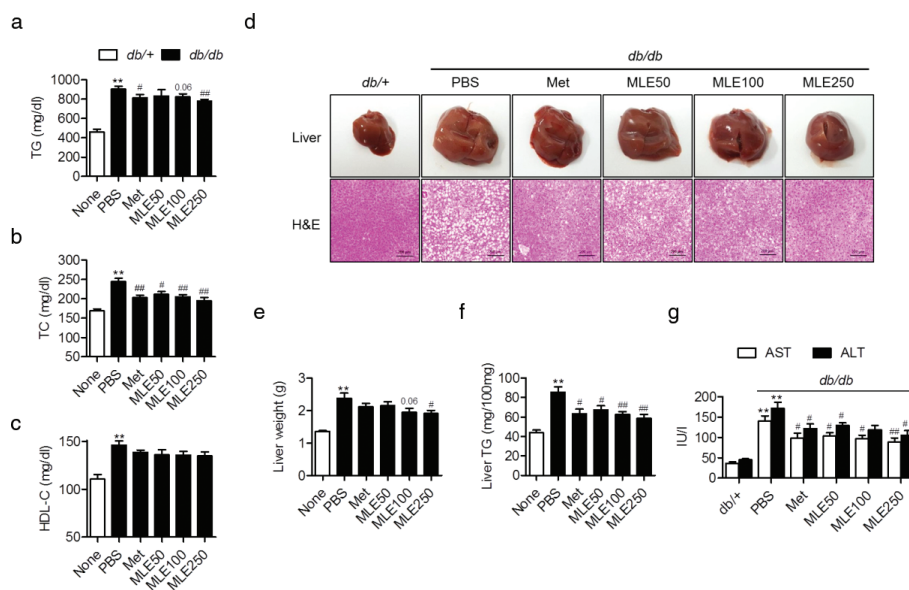 a
db/+ db/db
TG (mg/dl)
1000
800
600
400
200
0
** # 0.06 ##
None PBS Met MLE50 MLE100 MLE250
b
TC (mg/dl)
250
200
150
100
50
** ## # ## ##
None PBS Met MLE50 MLE100 MLE250
c
HDL-C (mg/dl)
150
100
50
**
None PBS Met MLE50 MLE100 MLE250
d
db/db
db/+ PBS Met MLE50 MLE100 MLE250
Liver
H&E
e
Liver weight (g)
3
2
1
0
** 0.06 #
None PBS Met MLE50 MLE100 MLE250
f
Liver TG (mg/100mg)
100
80
60
40
20
0
** # # ## ##
None PBS Met MLE50 MLE100 MLE250
g
AST ALT
db/db
IU/l
200
150
100
50
0
** ** # # # # # ## #
db/+ PBS Met MLE50 MLE100 MLE250